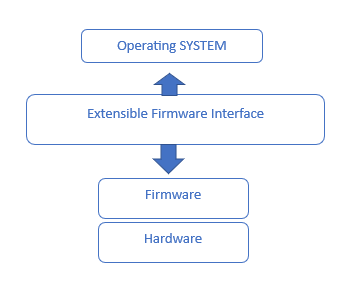 Operating SYSTEM
Extensible Firmware Interface
Firmware
Hardware